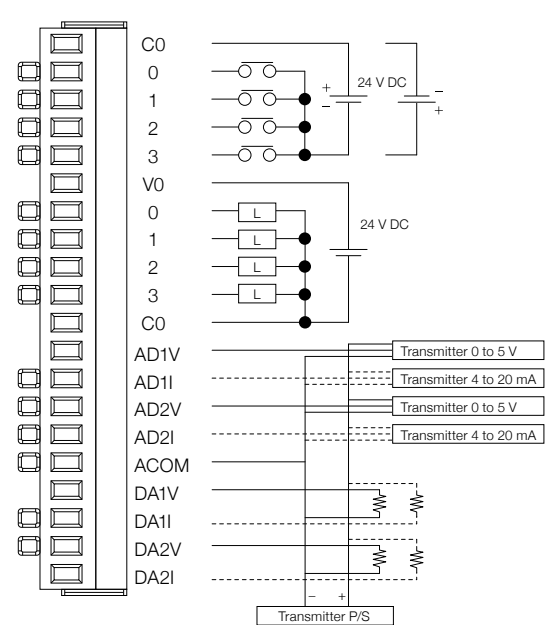 C0
0
1
2
3
V0
0
1
2
3
C0
AD1V
AD1I
AD2V
AD2I
ACOM
DA1V
DA1I
DA2V
DA2I
+
−
24 V DC
−
+
L
L
L
L
24 V DC
Transmitter 0 to 5 V
Transmitter 4 to 20 mA
Transmitter 0 to 5 V
Transmitter 4 to 20 mA
− +
Transmitter P/S